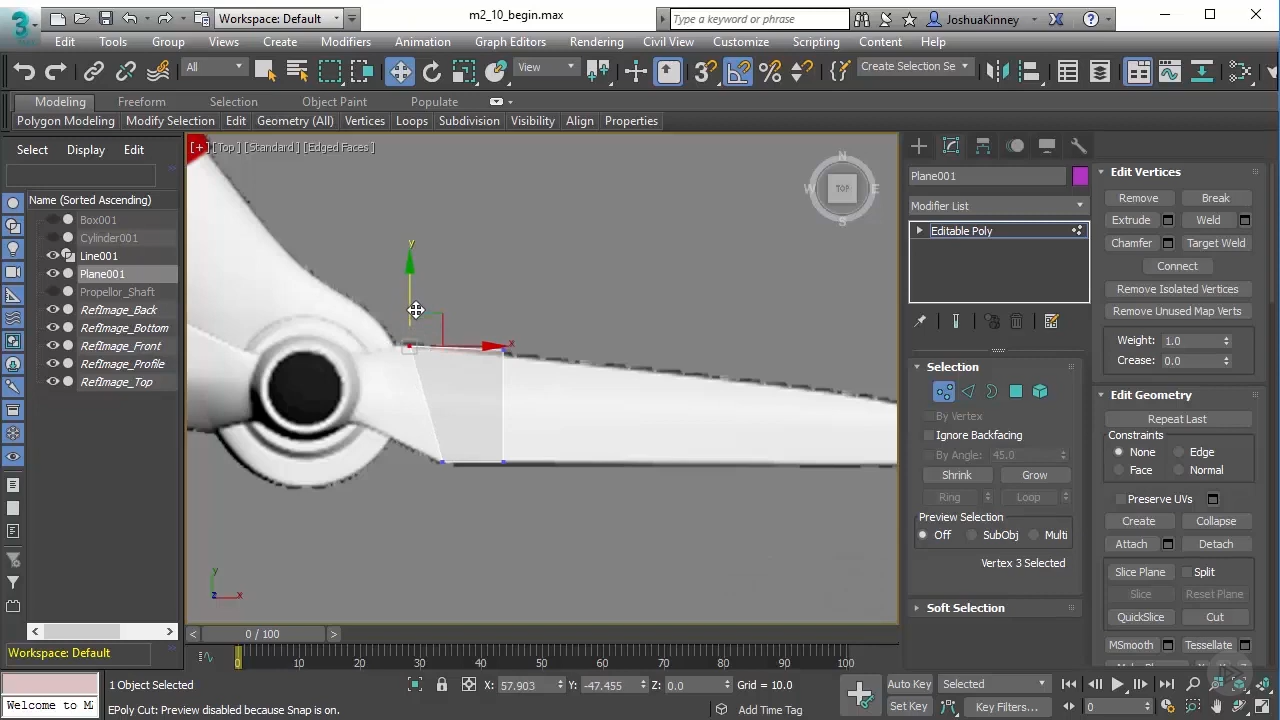 3
Workspace: Default
m2_10_begin.max
Type a keyword or phrase
JoshuaKinney
Edit Tools Group Views Create Modifiers Animation Graph Editors Rendering Civil View Customize Scripting Content Help
All
View
Create Selection Se
Modeling Freeform Selection Object Paint Populate
Polygon Modeling Modify Selection Edit Geometry (All) Vertices Loops Subdivision Visibility Align Properties
Select Display Edit
Name (Sorted Ascending)
Box001
Cylinder001
Line001
Plane001
Propellor_Shaft
RefImage_Back
RefImage_Bottom
RefImage_Front
RefImage_Profile
RefImage_Top
Workspace: Default
[+] [Top] [Standard] [Edged Faces]
N
W TOP E
S
y
x
y
z x
0 / 100
0 10 20 30 40 50 60 70 80 90 100
Plane001
Modifier List
Editable Poly
Selection
By Vertex
Ignore Backfacing
By Angle: 45.0
Shrink Grow
Ring Loop
Preview Selection
Off SubObj Multi
Vertex 3 Selected
Soft Selection
Edit Vertices
Remove Break
Extrude Weld
Chamfer Target Weld
Connect
Remove Isolated Vertices
Remove Unused Map Verts
Weight: 1.0
Crease: 0.0
Edit Geometry
Repeat Last
Constraints
None Edge
Face Normal
Preserve UVs
Create Collapse
Attach Detach
Slice Plane Split
Slice Reset Plane
QuickSlice Cut
MSmooth Tessellate
Welcome to M
1 Object Selected
EPoly Cut: Preview disabled because Snap is on.
X: 57.903 Y: -47.455 Z: 0.0 Grid = 10.0
Add Time Tag
Auto Key Selected
Set Key Key Filters...
0